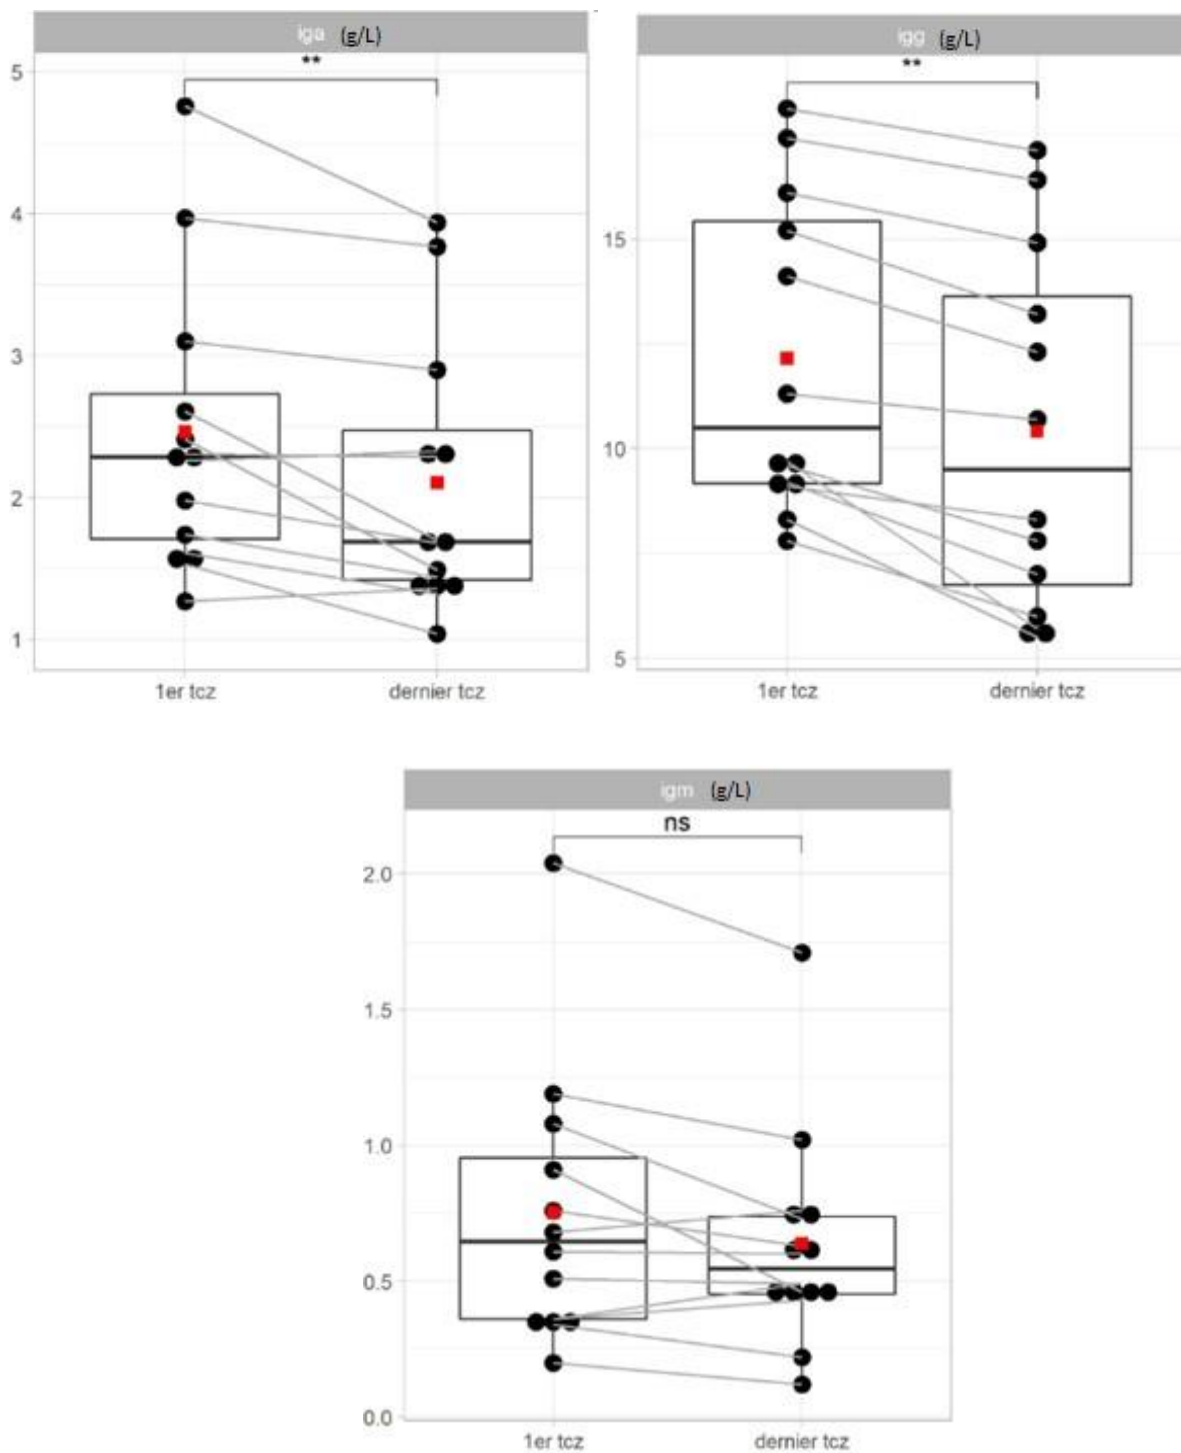 iga (g/L)
**
5
4
3
2
1
1er tcz dernier tcz
igg (g/L)
**
15
10
5
1er tcz dernier tcz
igm (g/L)
ns
2.0
1.5
1.0
0.5
0.0
1er tcz dernier tcz